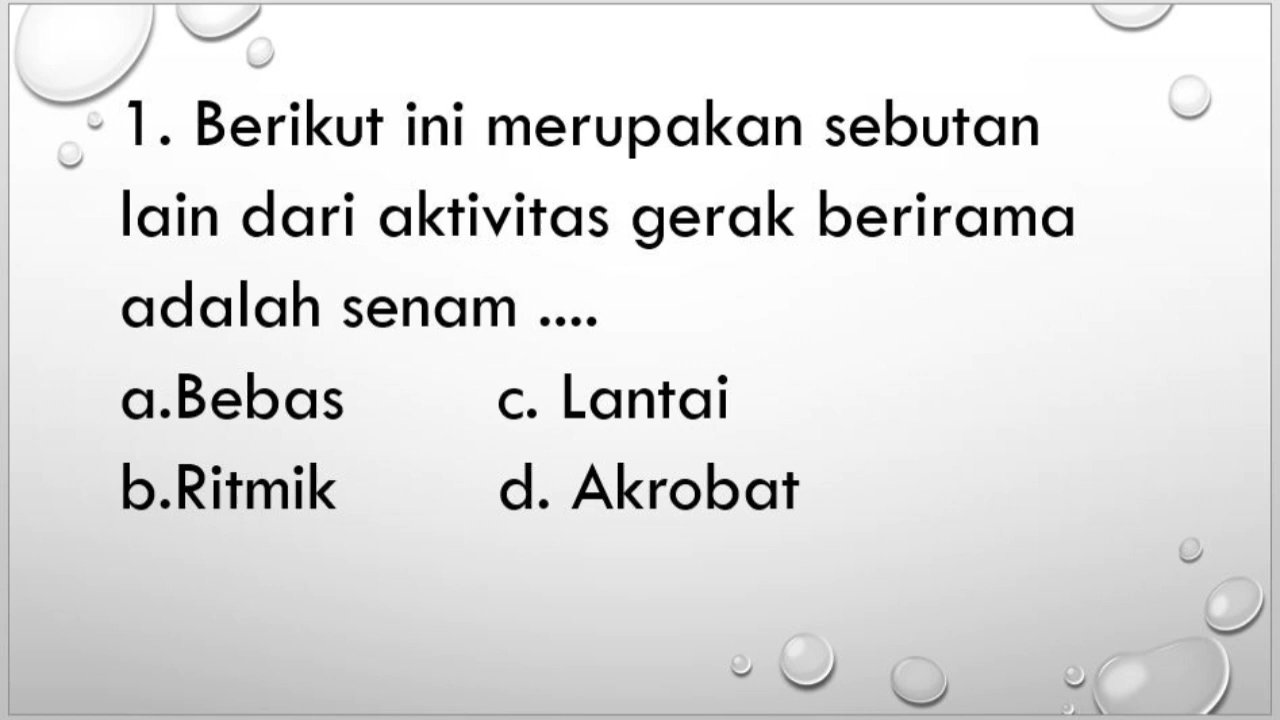 1. Berikut ini merupakan sebutan
lain dari aktivitas gerak berirama
adalah senam ....
a.Bebas c. Lantai
b.Ritmik d. Akrobat